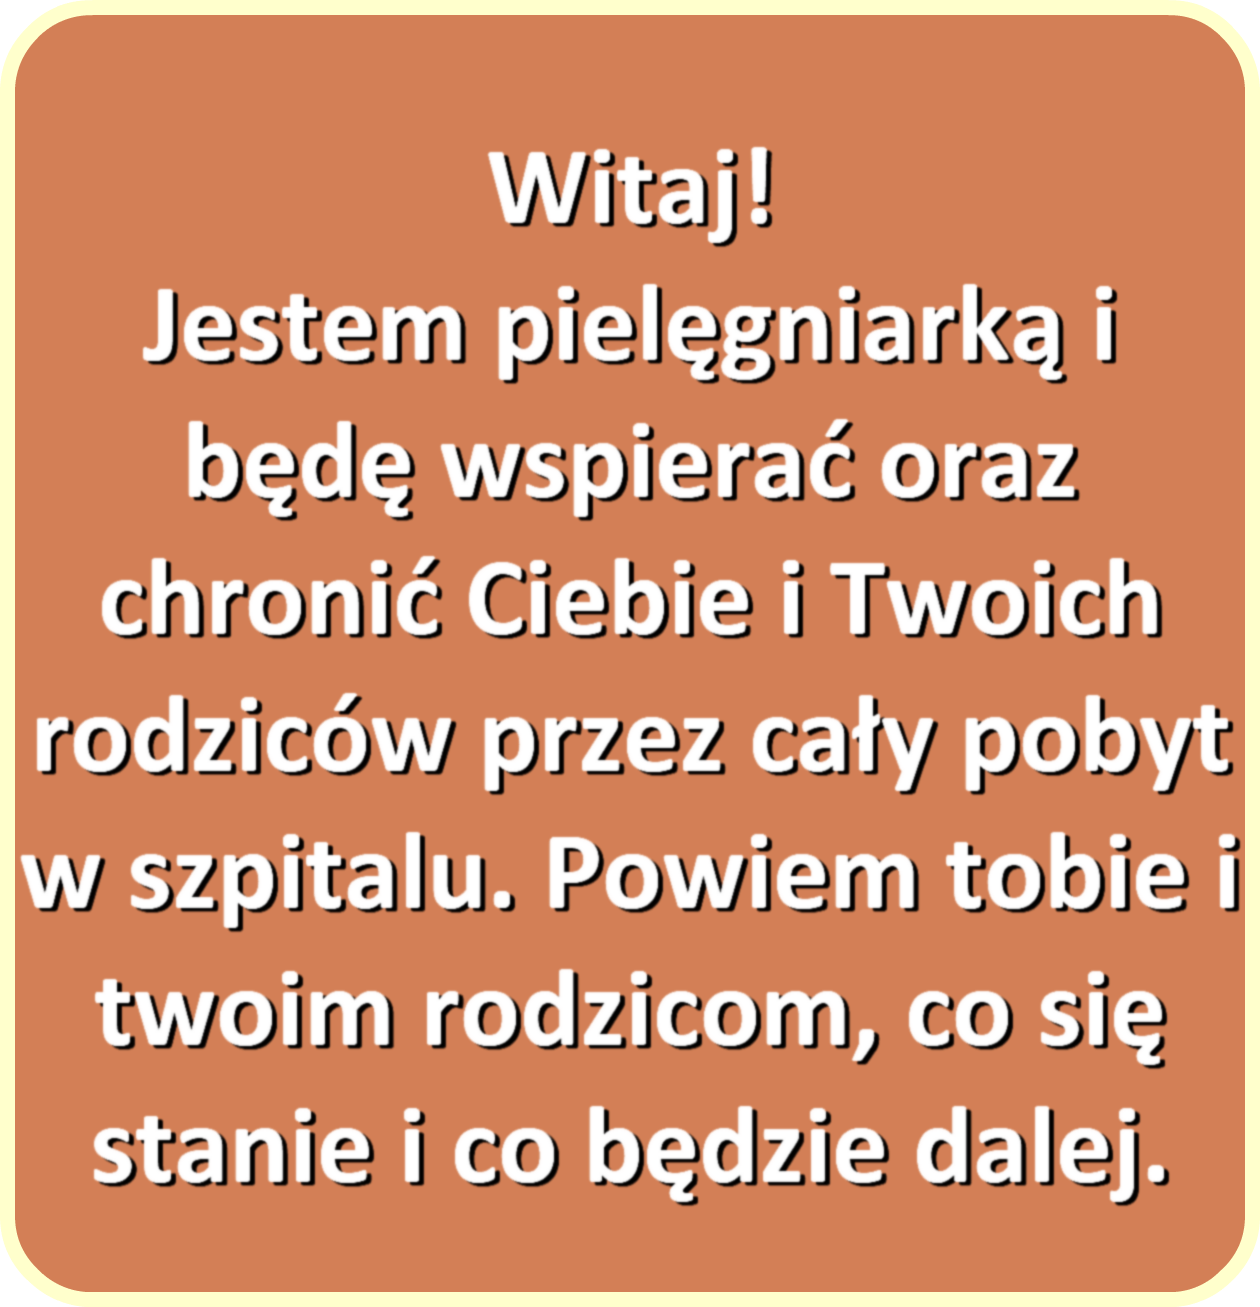 Witaj!
Jestem pielęgniarką i
będę wspierać oraz
chronić Ciebie i Twoich
rodziców przez cały pobyt
w szpitalu. Powiem tobie i
twoim rodzicom, co się
stanie i co będzie dalej.